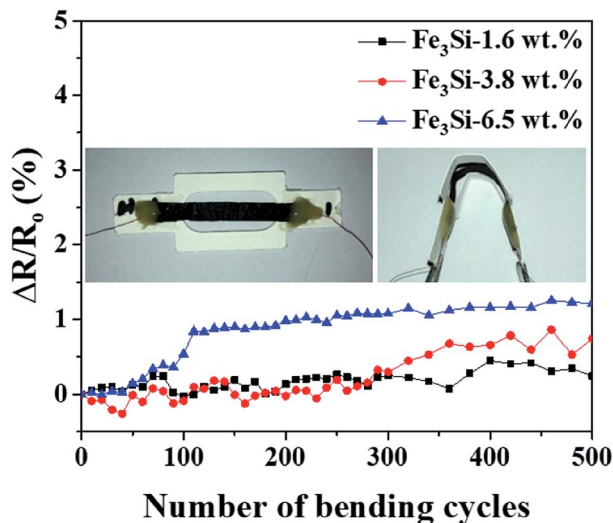 5
4
3
2
1
0
ΔR/R₀ (%)
Fe₃Si-1.6 wt.%
Fe₃Si-3.8 wt.%
Fe₃Si-6.5 wt.%
0
100
200
300
400
500
Number of bending cycles